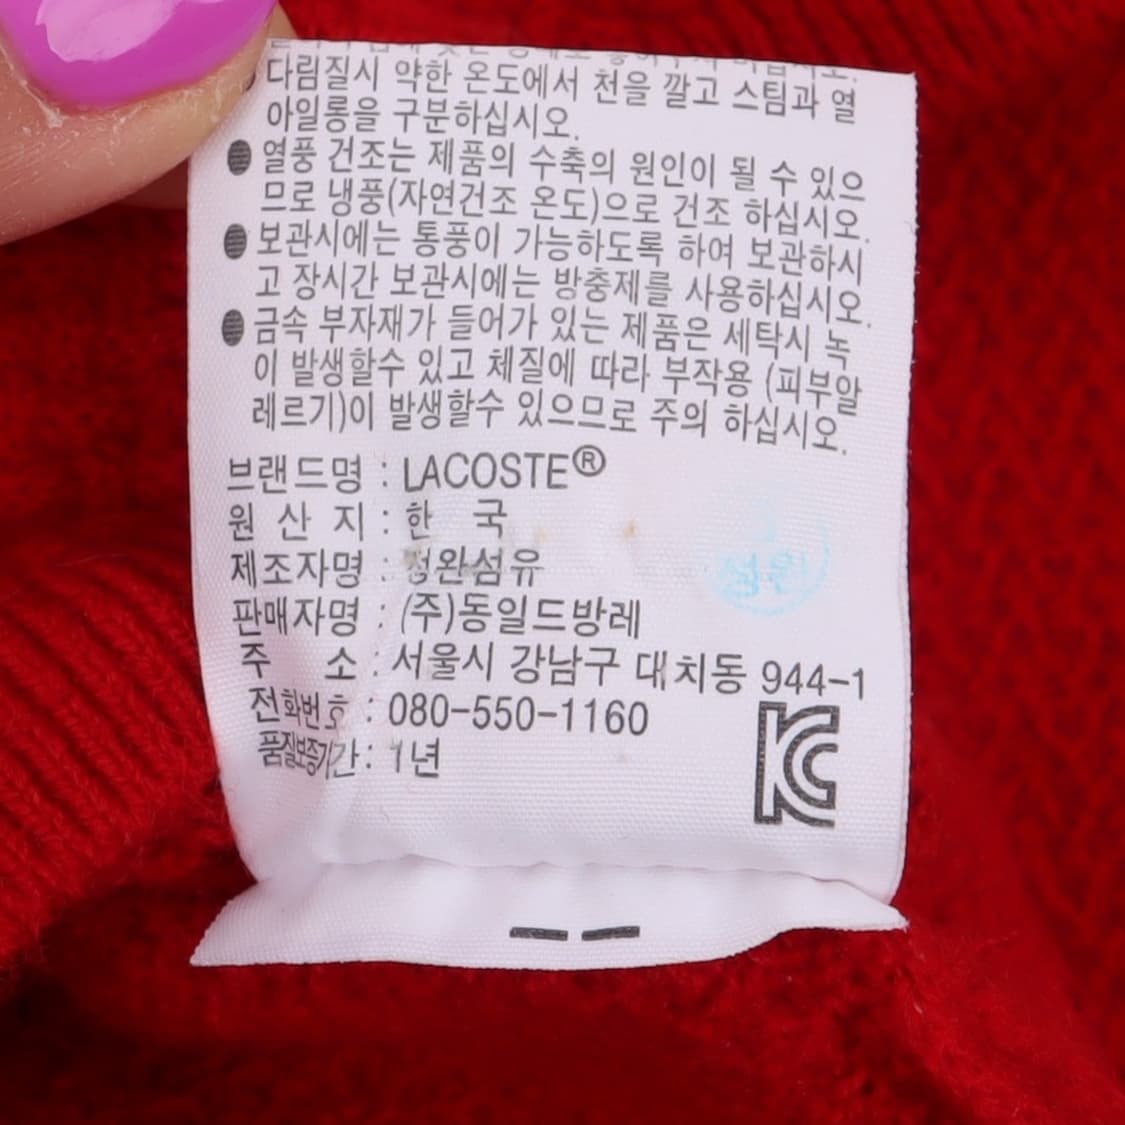 다림질시 약한 온도에서 천을 깔고 스팀과 열
아일롱을 구분하십시오.
● 열풍 건조는 제품의 수축의 원인이 될 수 있으
므로 냉풍(자연건조 온도)으로 건조 하십시오.
● 보관시에는 통풍이 가능하도록 하여 보관하시
고 장시간 보관시에는 방충제를 사용하십시오.
● 금속 부자재가 들어가 있는 제품은 세탁시 녹
이 발생할수 있고 체질에 따라 부작용 (피부알
레르기)이 발생할수 있으므로 주의 하십시오.
브랜드명 : LACOSTE®
원 산 지 : 한 국
제조자명 : 정완섬유
판매자명 : (주)동일드방레
주 소 : 서울시 강남구 대치동 944-1
전화번호 : 080-550-1160
품질보증기간 : 1년
KC